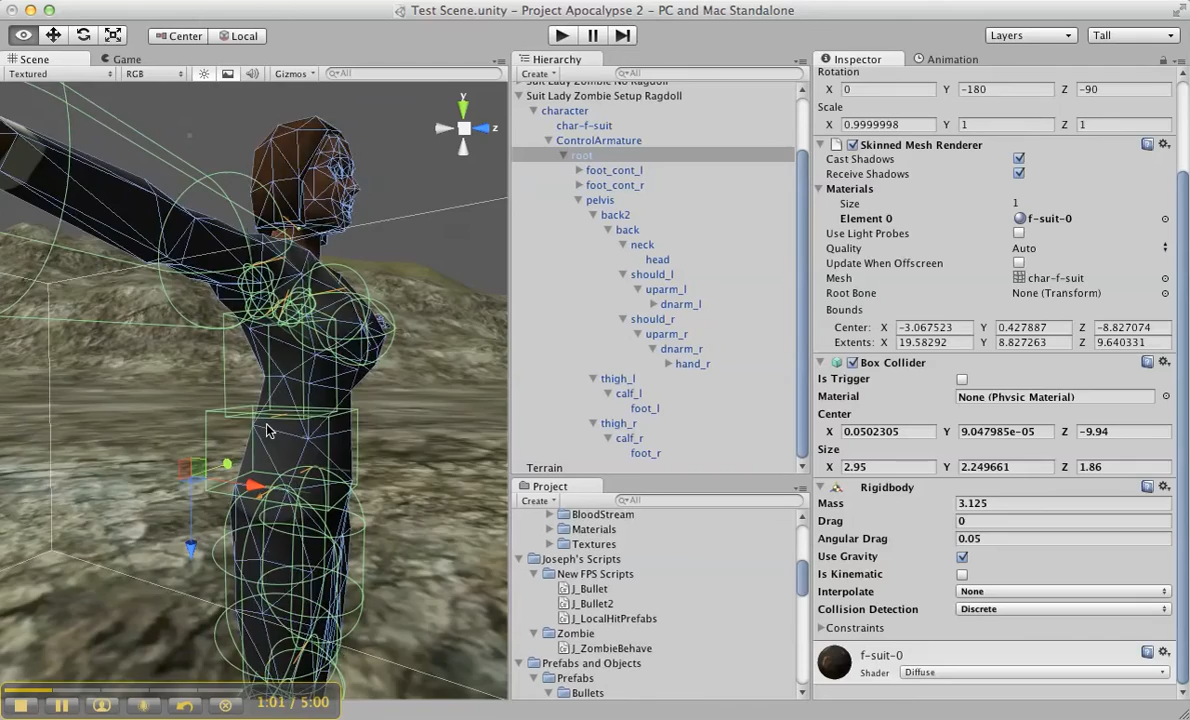 Test Scene.unity - Project Apocalypse 2 - PC and Mac Standalone
Center Local Layers Tall
Scene Game
Textured RGB Gizmos All
y
z
Hierarchy
Create All
Suit Lady Zombie No Ragdoll
Suit Lady Zombie Setup Ragdoll
character
char-f-suit
ControlArmature
root
foot_cont_l
foot_cont_r
pelvis
back2
back
neck
head
should_l
uparm_l
dnarm_l
should_r
uparm_r
dnarm_r
hand_r
thigh_l
calf_l
foot_l
thigh_r
calf_r
foot_r
Terrain
Project
Create All
BloodStream
Materials
Textures
Joseph's Scripts
New FPS Scripts
J_Bullet
J_Bullet2
J_LocalHitPrefabs
Zombie
J_ZombieBehave
Prefabs and Objects
Prefabs
Bullets
Inspector Animation
Rotation
X 0 Y -180 Z -90
Scale
X 0.9999998 Y 1 Z 1
Skinned Mesh Renderer
Cast Shadows
Receive Shadows
Materials
Size 1
Element 0 f-suit-0
Use Light Probes
Quality Auto
Update When Offscreen
Mesh char-f-suit
Root Bone None (Transform)
Bounds
Center: X -3.067523 Y 0.427887 Z -8.827074
Extents: X 19.58292 Y 8.827263 Z 9.640331
Box Collider
Is Trigger
Material None (Physic Material)
Center
X 0.0502305 Y 9.047985e-05 Z -9.94
Size
X 2.95 Y 2.249661 Z 1.86
Rigidbody
Mass 3.125
Drag 0
Angular Drag 0.05
Use Gravity
Is Kinematic
Interpolate None
Collision Detection Discrete
Constraints
f-suit-0
Shader Diffuse
1:01 / 5:00